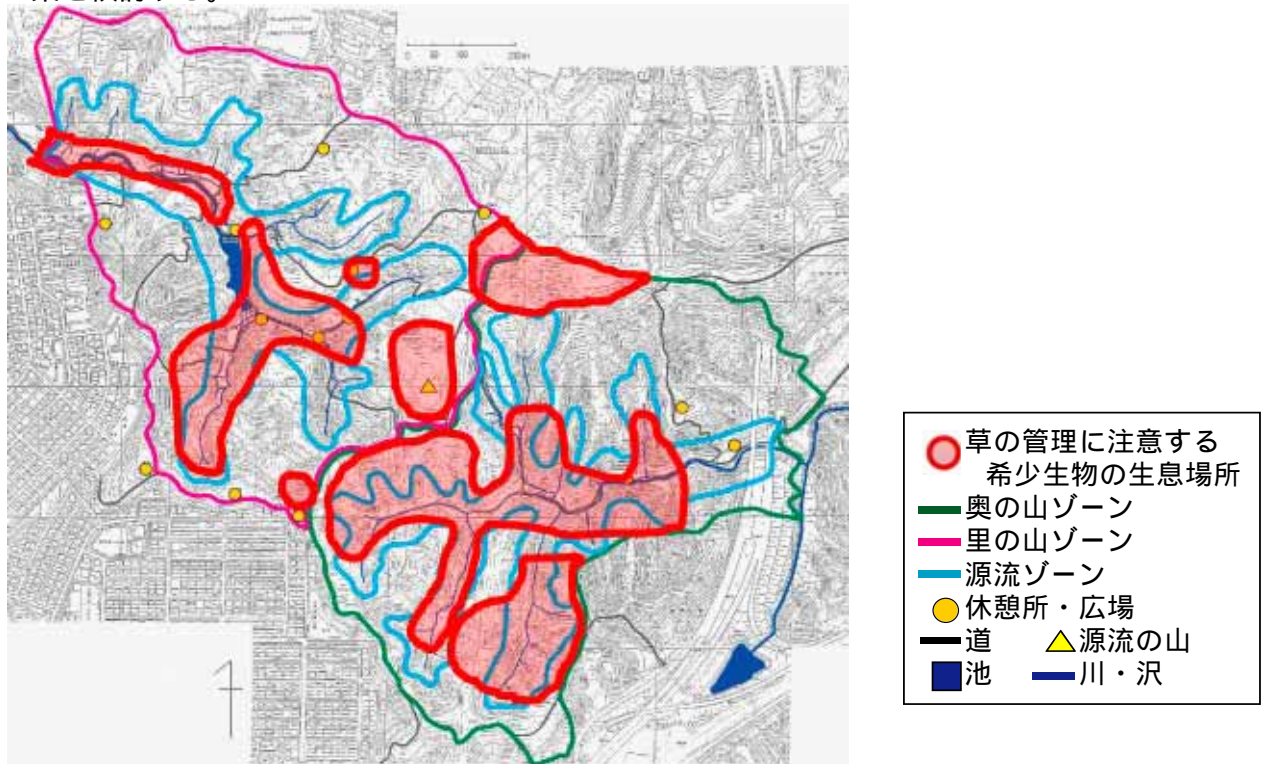 草の管理に注意する
希少生物の生息場所
奥の山ゾーン
里の山ゾーン
源流ゾーン
休憩所・広場
道 源流の山
池 川・沢